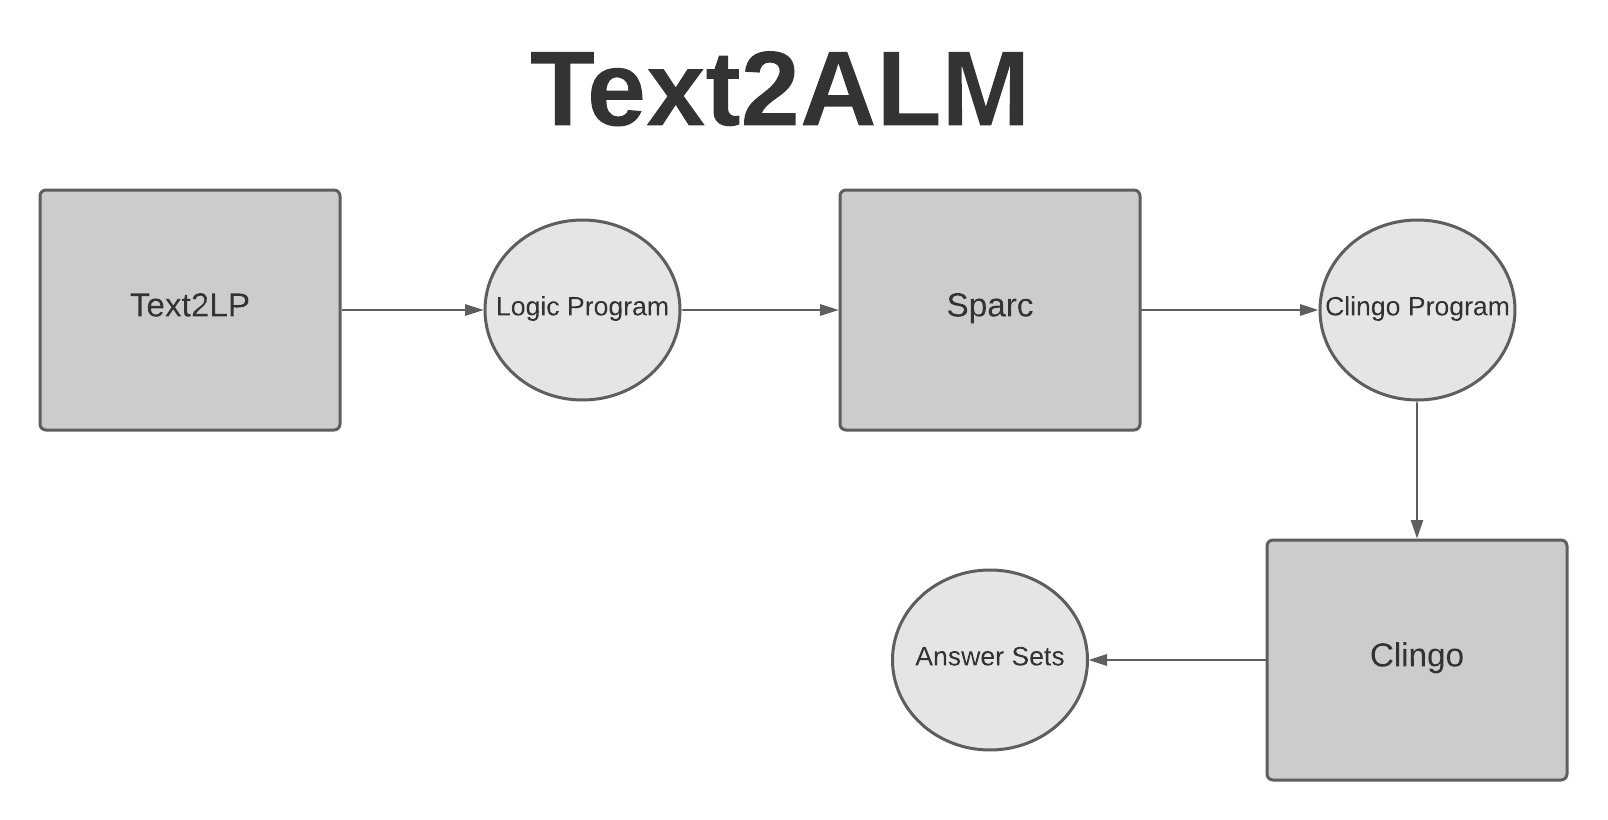 Text2ALM
Text2LP
Logic Program
Sparc
Clingo Program
Clingo
Answer Sets